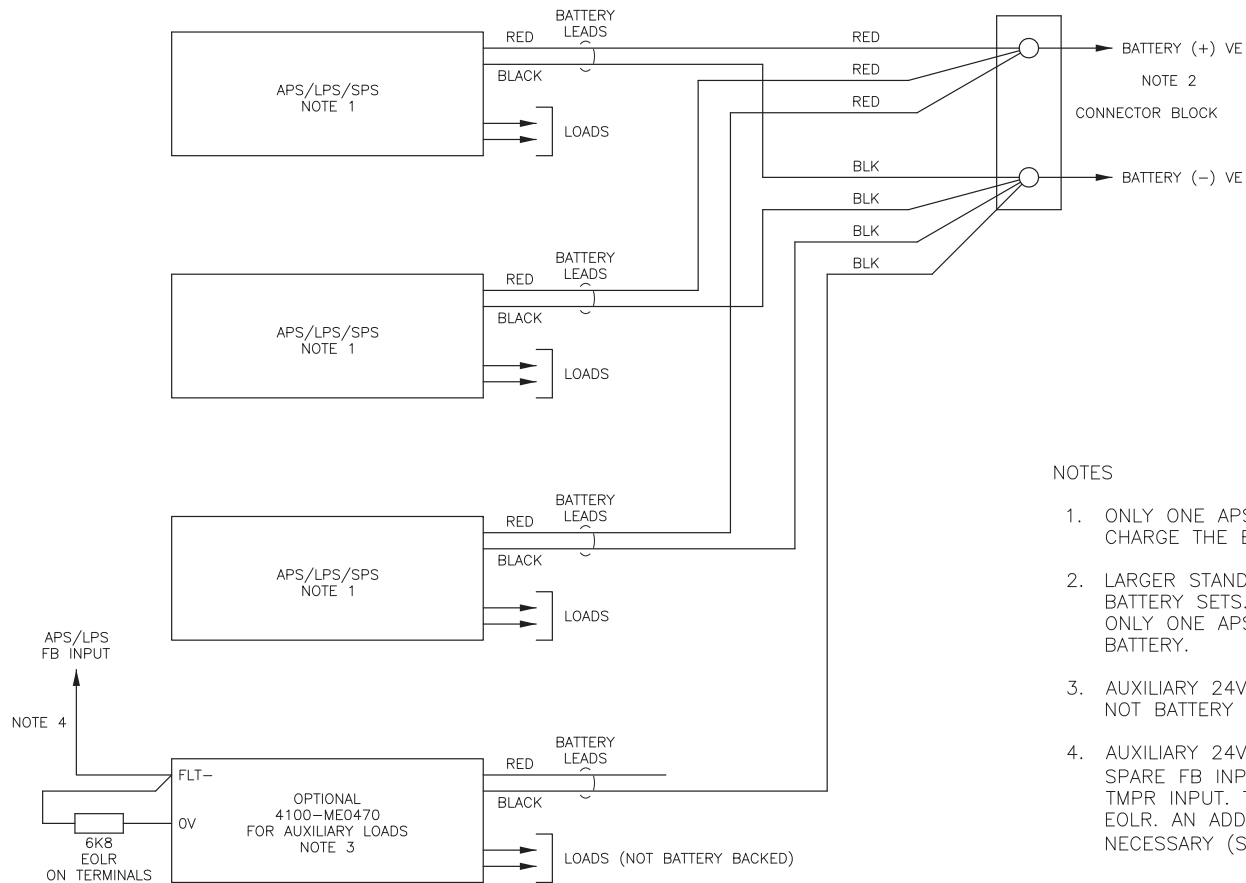 BATTERY
LEADS
RED
BLACK
APS/LPS/SPS
NOTE 1
LOADS
RED
RED
RED
BLK
BLK
BLK
BLK
BATTERY (+) VE
NOTE 2
CONNECTOR BLOCK
BATTERY (-) VE
BATTERY
LEADS
RED
BLACK
APS/LPS/SPS
NOTE 1
LOADS
BATTERY
LEADS
RED
BLACK
APS/LPS/SPS
NOTE 1
LOADS
APS/LPS
FB INPUT
NOTE 4
BATTERY
LEADS
RED
BLACK
FLT-
0V
OPTIONAL
4100-ME0470
FOR AUXILIARY LOADS
NOTE 3
6K8
EOLR
ON TERMINALS
LOADS (NOT BATTERY BACKED)
NOTES
1. ONLY ONE APS
CHARGE THE
2. LARGER STAND
BATTERY SETS.
ONLY ONE APS
BATTERY.
3. AUXILIARY 24V
NOT BATTERY
4. AUXILIARY 24V
SPARE FB INP
TMPR INPUT.
EOLR. AN ADD
NECESSARY (S